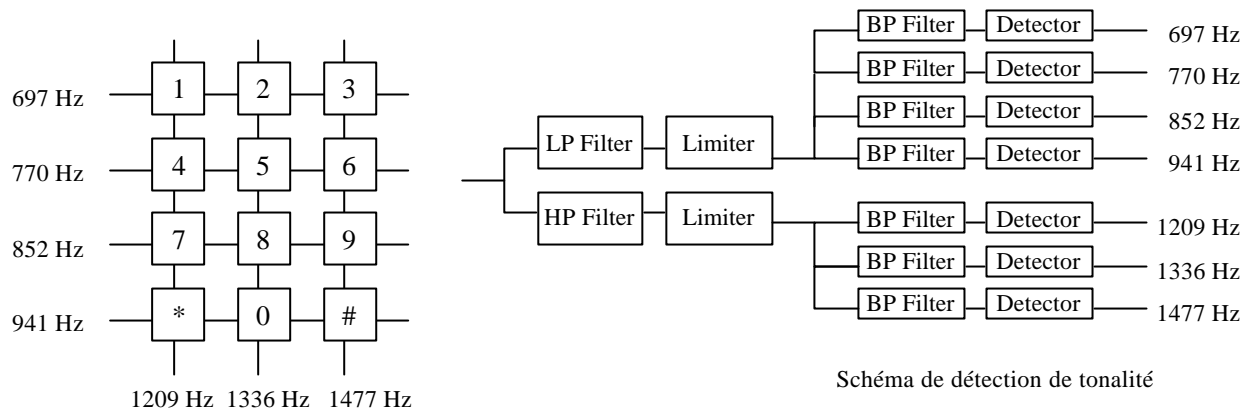 697 Hz
1 2 3
770 Hz
4 5 6
852 Hz
7 8 9
941 Hz
* 0 #
1209 Hz 1336 Hz 1477 Hz
LP Filter Limiter
HP Filter Limiter
BP Filter Detector 697 Hz
BP Filter Detector 770 Hz
BP Filter Detector 852 Hz
BP Filter Detector 941 Hz
BP Filter Detector 1209 Hz
BP Filter Detector 1336 Hz
BP Filter Detector 1477 Hz
Schéma de détection de tonalité